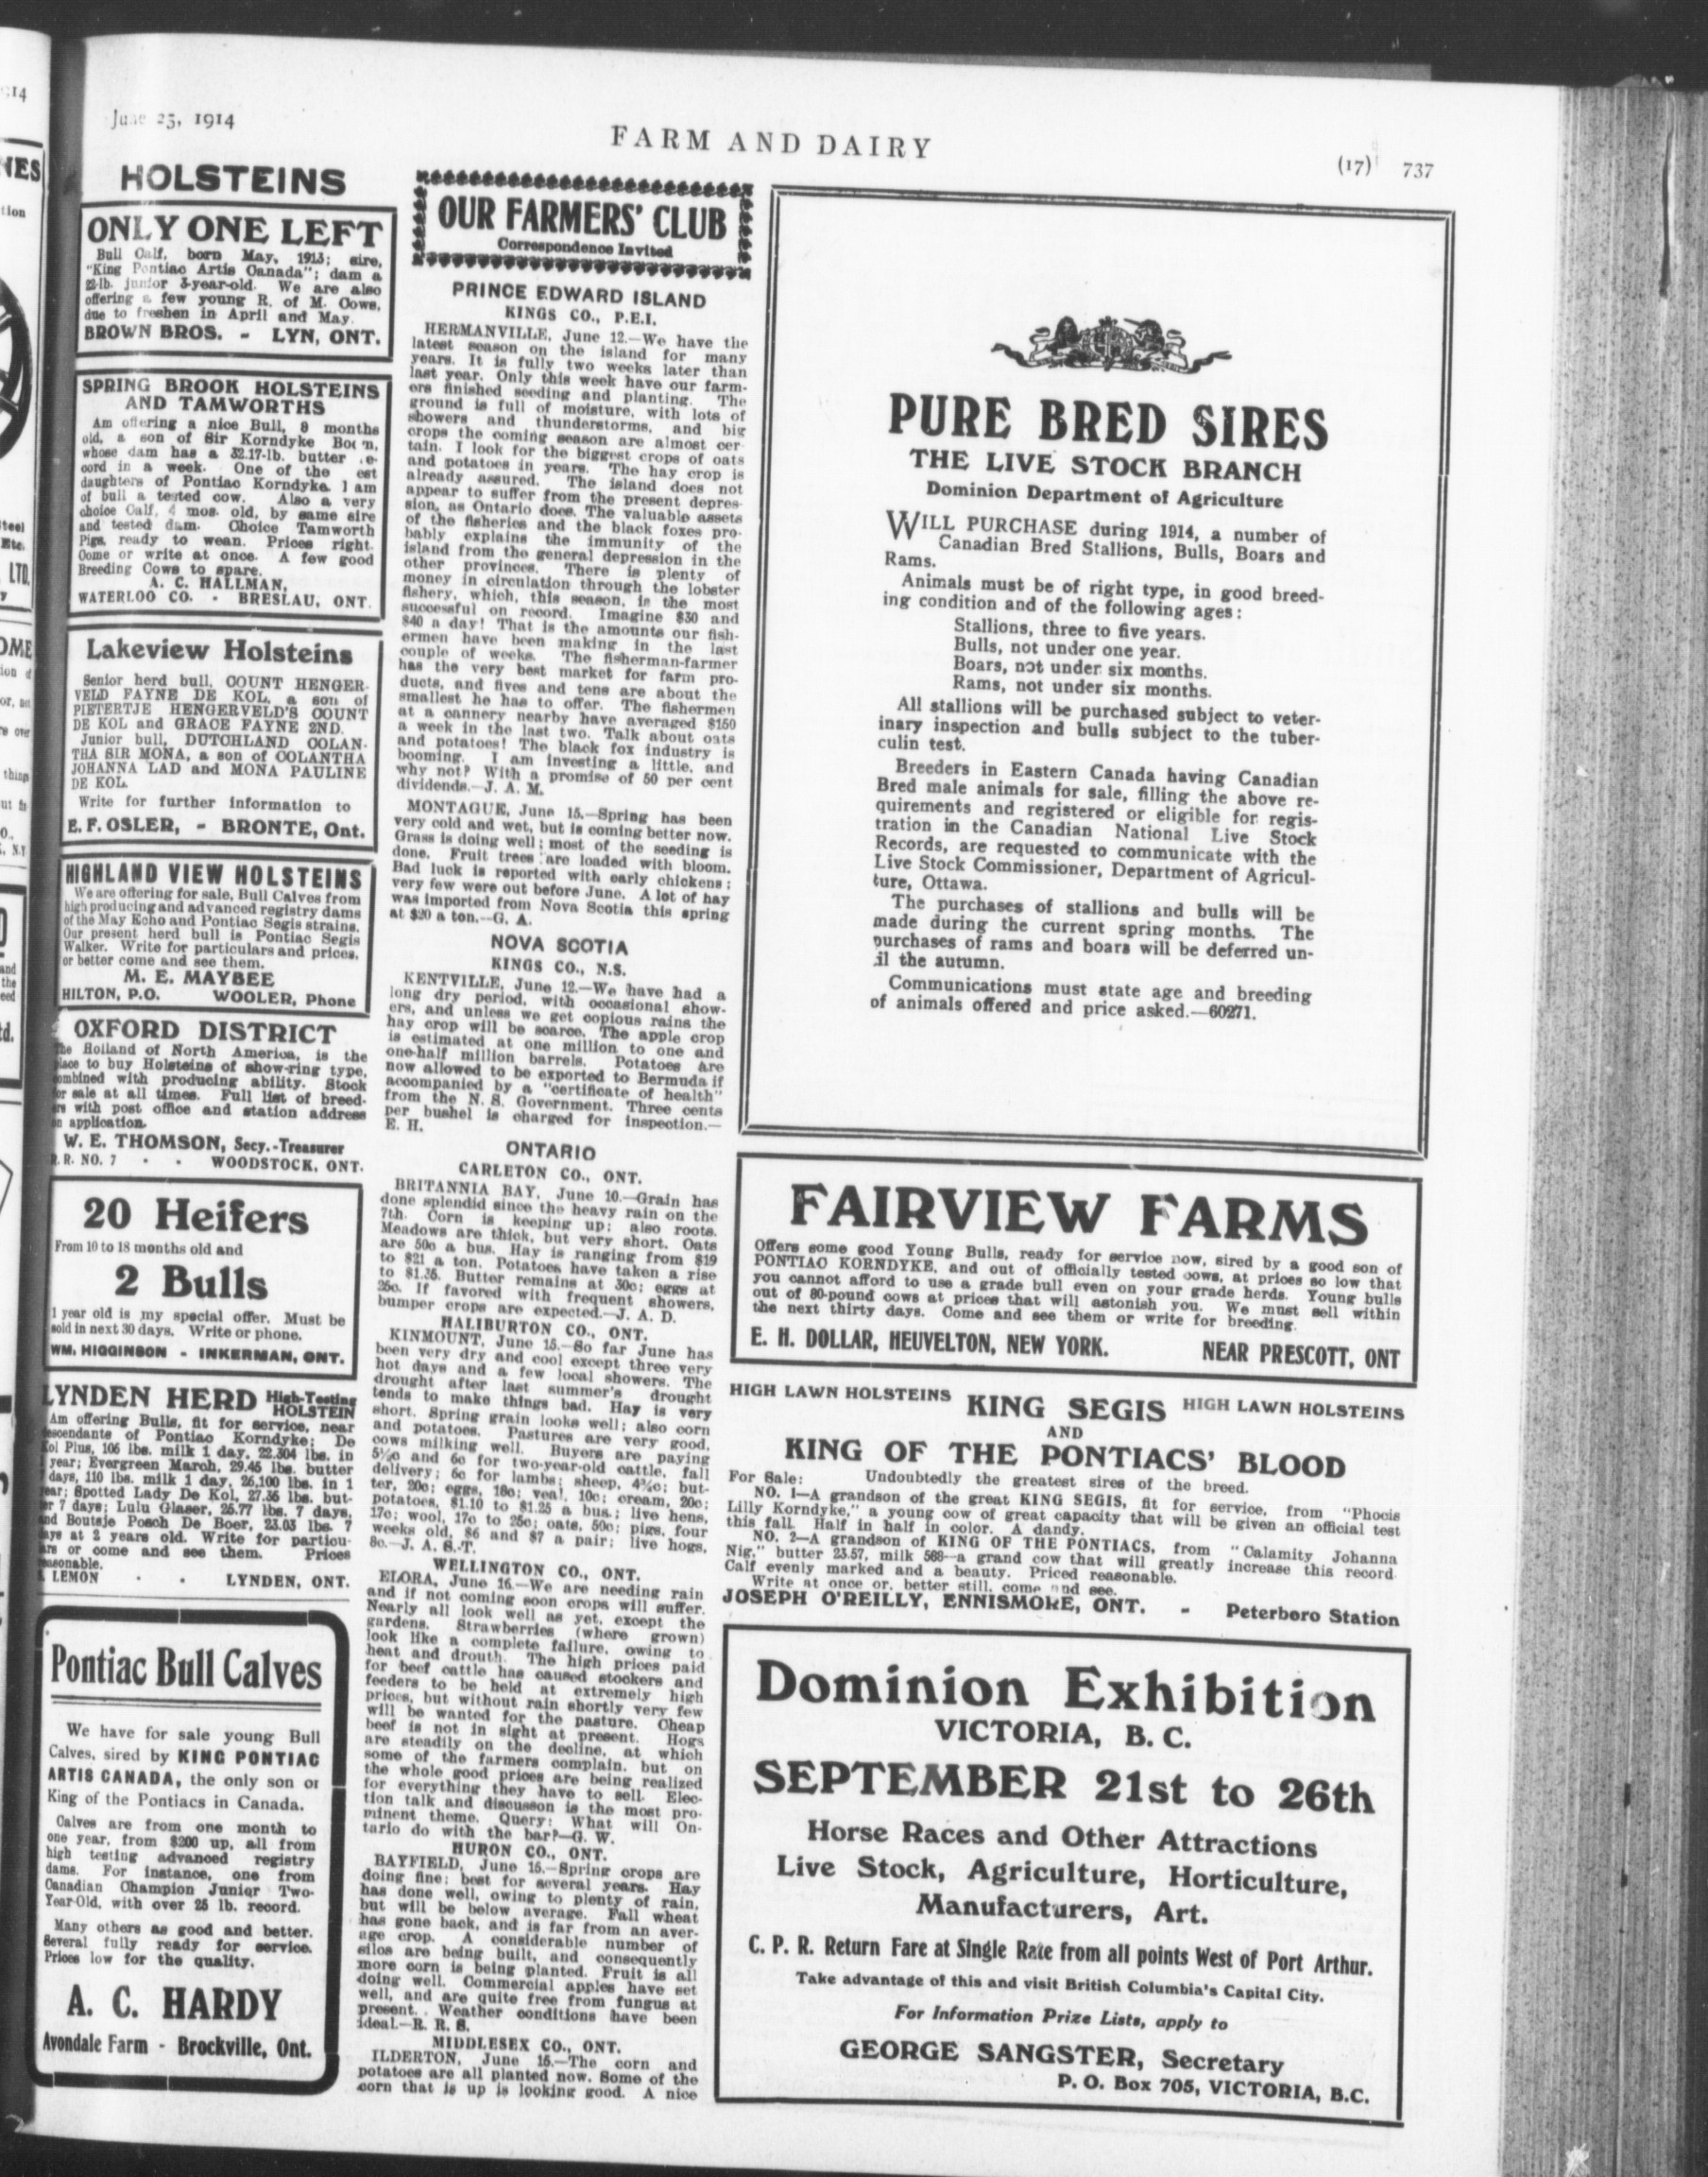 June 25, 1914
FARM AND DAIRY
(17) 737
HOLSTEINS
ONLY ONE LEFT
Bull Calf, born May, 1913; sire,
"King Pontiac Artis Canada"; dam a
22-lb. junior 3-year-old. We are also
offering a few young R. of M. Cows,
due to freshen in April and May.
BROWN BROS. - LYN, ONT.
SPRING BROOK HOLSTEINS
AND TAMWORTHS
Am offering a nice Bull, 8 months
old, a son of Sir Korndyke
whose dam has a 32.17-lb. butter
cord in a week. One of the
daughters of Pontiac Korndyke. I am
of bull a tested cow. Also a very
choice Calf, 4 mos. old, by same sire
and tested dam. Choice Tamworth
Pigs, ready to wean. Prices right.
Come or write at once. A few good
Breeding Cows to spare.
A. C. HALLMAN,
WATERLOO CO. - BRESLAU, ONT.
Lakeview Holsteins
Senior herd bull, COUNT HENGER-
VELD FAYNE DE KOL, a son of
PIETERTJE HENGERVELD'S COUNT
DE KOL and GRACE FAYNE 2ND.
Junior bull, DUTCHLAND COLAN-
THA SIR MONA, a son of COLANTHA
JOHANNA LAD and MONA PAULINE
DE KOL.
Write for further information to
E. F. OSLER, - BRONTE, Ont.
HIGHLAND VIEW HOLSTEINS
We are offering for sale, Bull Calves from
high producing and advanced registry dams
of the May Echo and Pontiac Segis strains.
Our present herd bull is Pontiac Segis
Walker. Write for particulars and prices,
or better come and see them.
M. E. MAYBEE
HILTON, P.O. WOOLER, Phone
OXFORD DISTRICT
The Holland of North America, is the
place to buy Holsteins of show-ring type,
combined with producing ability. Stock
for sale at all times. Full list of breed-
ers with post office and station address
on application.
W. E. THOMSON, Secy.-Treasurer
R.R. NO. 7 - - WOODSTOCK, ONT.
20 Heifers
From 10 to 18 months old and
2 Bulls
1 year old is my special offer. Must be
sold in next 30 days. Write or phone.
WM. HIGGINSON - INKERMAN, ONT.
LYNDEN HERD High-Testing
HOLSTEIN
Am offering Bulls, fit for service, near
descendants of Pontiac Korndyke; De
Kol Plus, 106 lbs. milk 1 day, 22.304 lbs. in
1 year; Evergreen March, 29.45 lbs. butter
7 days, 110 lbs. milk 1 day, 26,100 lbs. in 1
year; Spotted Lady De Kol, 27.36 lbs. but-
ter 7 days; Lulu Glaser, 26.77 lbs. 7 days,
and Boutsje Posch De Boer, 23.03 lbs. 7
days at 2 years old. Write for particu-
lars or come and see them. Prices
reasonable.
S. LEMON - - LYNDEN, ONT.
Pontiac Bull Calves
We have for sale young Bull
Calves, sired by KING PONTIAC
ARTIS CANADA, the only son of
King of the Pontiacs in Canada.
Calves are from one month to
one year, from $200 up, all from
high testing advanced registry
dams. For instance, one from
Canadian Champion Junior Two-
Year-Old, with over 25 lb. record.
Many others as good and better.
Several fully ready for service.
Prices low for the quality.
A. C. HARDY
Avondale Farm - Brockville, Ont.
OUR FARMERS' CLUB
Correspondence Invited
PRINCE EDWARD ISLAND
KINGS CO., P.E.I.
HERMANVILLE, June 12.—We have the
latest season on the island for many
years. It is fully two weeks later than
last year. Only this week have our farm-
ers finished seeding and planting. The
ground is full of moisture, with lots of
showers and thunderstorms, and big
crops the coming season are almost cer-
tain. I look for the biggest crops of oats
and potatoes in years. The hay crop is
already assured. The island does not
appear to suffer from the present depres-
sion, as Ontario does. The valuable assets
of the fisheries and the black foxes pro-
bably explains the immunity of the
island from the general depression in the
other provinces. There is plenty of
money in circulation through the lobster
fishery, which, this season, is the most
successful on record. Imagine $30 and
$40 a day! That is the amounts our fish-
ermen have been making in the last
couple of weeks. The fisherman-farmer
has the very best market for farm pro-
ducts, and fives and tens are about the
smallest he has to offer. The fishermen
at a cannery nearby have averaged $150
a week in the last two. Talk about oats
and potatoes! The black fox industry is
booming. I am investing a little, and
why not? With a promise of 50 per cent
dividends.—J. A. M.
MONTAGUE, June 15.—Spring has been
very cold and wet, but is coming better now.
Grass is doing well; most of the seeding is
done. Fruit trees are loaded with bloom.
Bad luck is reported with early chickens;
very few were out before June. A lot of hay
was imported from Nova Scotia this spring
at $20 a ton.—G. A.
NOVA SCOTIA
KINGS CO., N.S.
KENTVILLE, June 12.—We have had a
long dry period, with occasional show-
ers, and unless we get copious rains the
hay crop will be scarce. The apple crop
is estimated at one million to one and
one-half million barrels. Potatoes are
now allowed to be exported to Bermuda if
accompanied by a "certificate of health"
from the N. S. Government. Three cents
per bushel is charged for inspection.—
E. H.
ONTARIO
CARLETON CO., ONT.
BRITANNIA BAY, June 10.—Grain has
done splendid since the heavy rain on the
7th. Corn is keeping up; also roots.
Meadows are thick, but very short. Oats
are 50c a bus. Hay is ranging from $19
to $21 a ton. Potatoes have taken a rise
to $1.35. Butter remains at 30c; eggs at
25c. If favored with frequent showers,
bumper crops are expected.—J. A. D.
HALIBURTON CO., ONT.
KINMOUNT, June 15.—So far June has
been very dry and cool except three very
hot days and a few local showers. The
drought after last summer's drought
tends to make things bad. Hay is very
short. Spring grain looks well; also corn
and potatoes. Pastures are very good,
cows milking well. Buyers are paying
5½c and 6c for two-year-old cattle, fall
delivery; 6c for lambs; sheep, 4¾c; but-
ter, 20c; eggs, 18c; veal, 10c; cream, 20c;
potatoes, $1.10 to $1.25 a bus.; live hens,
17c; wool, 17c to 25c; oats, 50c; pigs, four
weeks old, $6 and $7 a pair; live hogs,
8c.—J. A. S.-T.
WELLINGTON CO., ONT.
ELORA, June 16.—We are needing rain
and if not coming soon crops will suffer.
Nearly all look well as yet, except the
gardens. Strawberries (where grown)
look like a complete failure, owing to
heat and drouth. The high prices paid
for beef cattle has caused stockers and
feeders to be held at extremely high
prices, but without rain shortly very few
will be wanted for the pasture. Cheap
beef is not in sight at present. Hogs
are steadily on the decline, at which
some of the farmers complain, but on
the whole good prices are being realized
for everything they have to sell. Elec-
tion talk and discusson is the most pro-
minent theme. Query: What will On-
tario do with the bar?—G. W.
HURON CO., ONT.
BAYFIELD, June 15.—Spring crops are
doing fine; best for several years. Hay
has done well, owing to plenty of rain,
but will be below average. Fall wheat
has gone back, and is far from an aver-
age crop. A considerable number of
silos are being built, and consequently
more corn is being planted. Fruit is all
doing well. Commercial apples have set
well, and are quite free from fungus at
present. Weather conditions have been
ideal.—R. R. S.
MIDDLESEX CO., ONT.
ILDERTON, June 15.—The corn and
potatoes are all planted now. Some of the
corn that is up is looking good. A nice
PURE BRED SIRES
THE LIVE STOCK BRANCH
Dominion Department of Agriculture
WILL PURCHASE during 1914, a number of
Canadian Bred Stallions, Bulls, Boars and
Rams.
Animals must be of right type, in good breed-
ing condition and of the following ages:
Stallions, three to five years.
Bulls, not under one year.
Boars, not under six months.
Rams, not under six months.
All stallions will be purchased subject to veter-
inary inspection and bulls subject to the tuber-
culin test.
Breeders in Eastern Canada having Canadian
Bred male animals for sale, filling the above re-
quirements and registered or eligible for regis-
tration in the Canadian National Live Stock
Records, are requested to communicate with the
Live Stock Commissioner, Department of Agricul-
ture, Ottawa.
The purchases of stallions and bulls will be
made during the current spring months. The
purchases of rams and boars will be deferred un-
til the autumn.
Communications must state age and breeding
of animals offered and price asked.—60271.
FAIRVIEW FARMS
Offers some good Young Bulls, ready for service now, sired by a good son of
PONTIAC KORNDYKE, and out of officially tested cows, at prices so low that
you cannot afford to use a grade bull even on your grade herds. Young bulls
out of 80-pound cows at prices that will astonish you. We must sell within
the next thirty days. Come and see them or write for breeding.
E. H. DOLLAR, HEUVELTON, NEW YORK. NEAR PRESCOTT, ONT
HIGH LAWN HOLSTEINS KING SEGIS HIGH LAWN HOLSTEINS
AND
KING OF THE PONTIACS' BLOOD
For Sale: Undoubtedly the greatest sires of the breed.
NO. 1—A grandson of the great KING SEGIS, fit for service, from "Phocis
Lilly Korndyke," a young cow of great capacity that will be given an official test
this fall. Half in half in color. A dandy.
NO. 2—A grandson of KING OF THE PONTIACS, from "Calamity Johanna
Nig," butter 23.57, milk 568—a grand cow that will greatly increase this record.
Calf evenly marked and a beauty. Priced reasonable.
Write at once or, better still, come and see.
JOSEPH O'REILLY, ENNISMORE, ONT. - Peterboro Station
Dominion Exhibition
VICTORIA, B. C.
SEPTEMBER 21st to 26th
Horse Races and Other Attractions
Live Stock, Agriculture, Horticulture,
Manufacturers, Art.
C. P. R. Return Fare at Single Rate from all points West of Port Arthur.
Take advantage of this and visit British Columbia's Capital City.
For Information Prize Lists, apply to
GEORGE SANGSTER, Secretary
P. O. Box 705, VICTORIA, B.C.